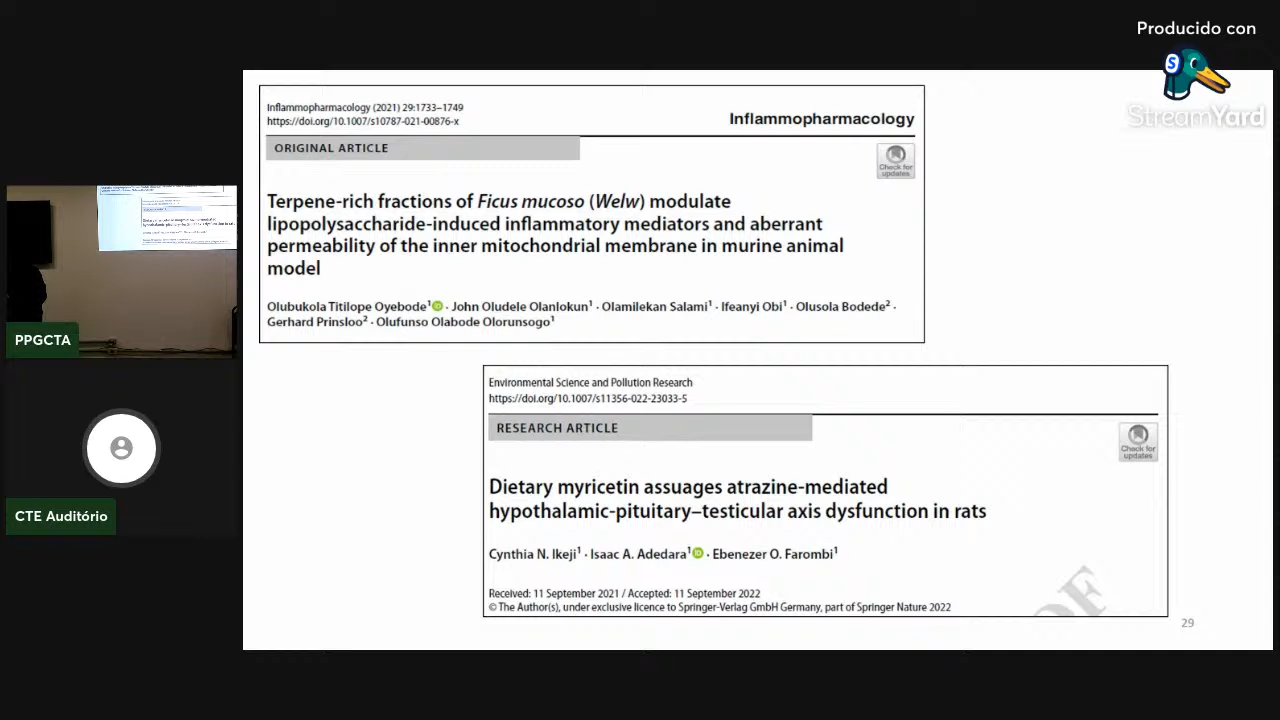 Producido con
StreamYard
Inflammopharmacology (2021) 29:1733–1749
https://doi.org/10.1007/s10787-021-00876-x
Inflammopharmacology
ORIGINAL ARTICLE
Check for
updates
Terpene-rich fractions of Ficus mucoso (Welw) modulate
lipopolysaccharide-induced inflammatory mediators and aberrant
permeability of the inner mitochondrial membrane in murine animal
model
Olubukola Titilope Oyebode1 · John Oludele Olanlokun1 · Olamilekan Salami1 · Ifeanyi Obi1 · Olusola Bodede2 ·
Gerhard Prinsloo2 · Olufunso Olabode Olorunsogo1
PPGCTA
CTE Auditório
Environmental Science and Pollution Research
https://doi.org/10.1007/s11356-022-23033-5
RESEARCH ARTICLE
Check for
updates
Dietary myricetin assuages atrazine-mediated
hypothalamic-pituitary–testicular axis dysfunction in rats
Cynthia N. Ikeji1 · Isaac A. Adedara1 · Ebenezer O. Farombi1
Received: 11 September 2021 / Accepted: 11 September 2022
© The Author(s), under exclusive licence to Springer-Verlag GmbH Germany, part of Springer Nature 2022
29